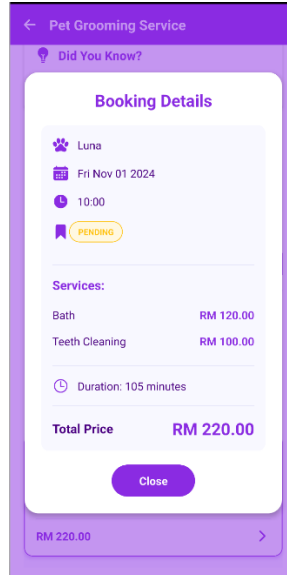 Pet Grooming Service
Did You Know?
Booking Details
Luna
Fri Nov 01 2024
10:00
PENDING
Services:
Bath RM 120.00
Teeth Cleaning RM 100.00
Duration: 105 minutes
Total Price RM 220.00
Close
RM 220.00